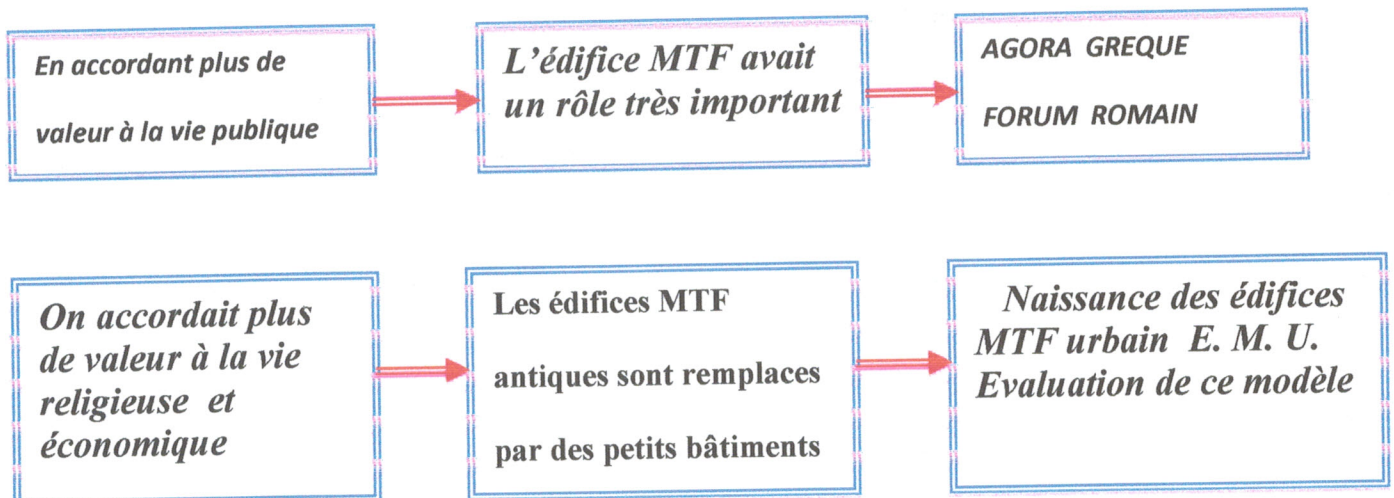 En accordant plus de
valeur à la vie publique
L'édifice MTF avait
un rôle très important
AGORA GREQUE
FORUM ROMAIN
On accordait plus
de valeur à la vie
religieuse et
économique
Les édifices MTF
antiques sont remplaces
par des petits bâtiments
Naissance des édifices
MTF urbain E. M. U.
Evaluation de ce modèle